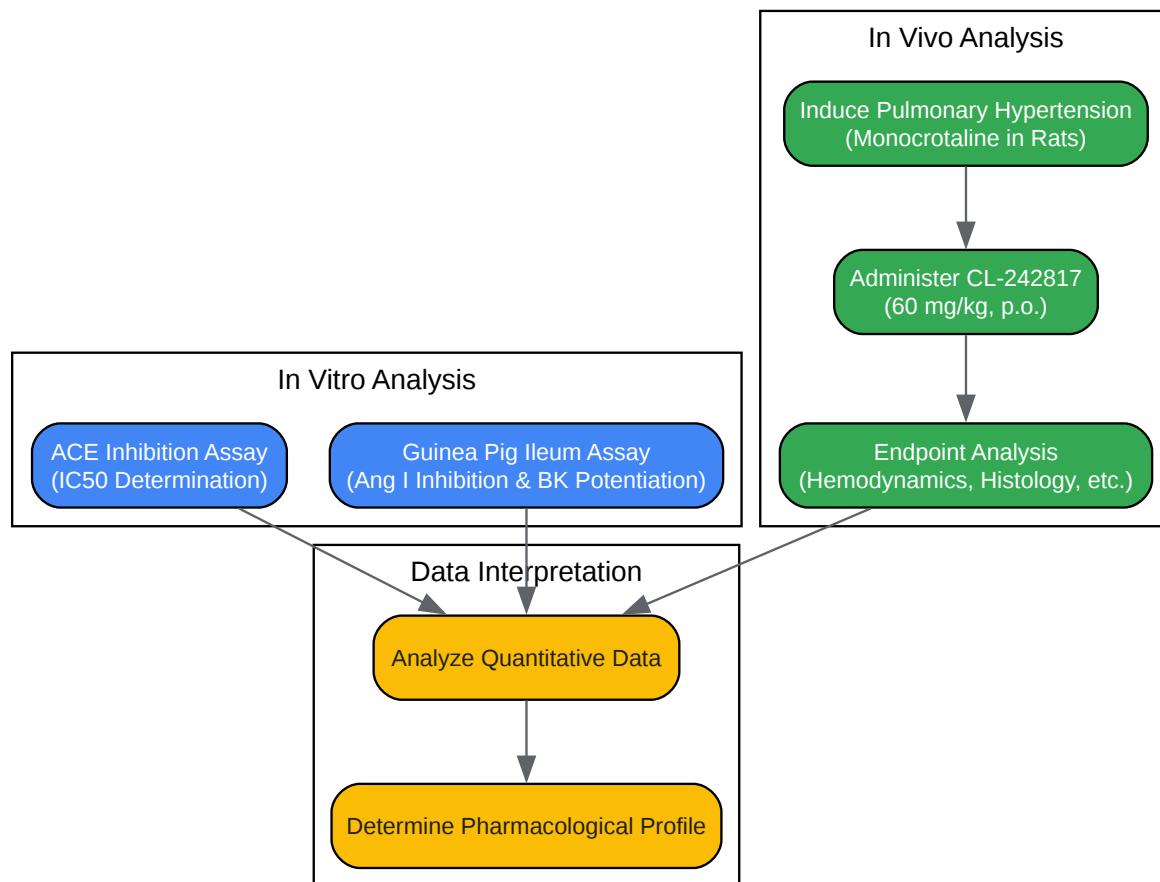 In Vivo Analysis
Induce Pulmonary Hypertension
(Monocrotaline in Rats)
Administer CL-242817
(60 mg/kg, p.o.)
In Vitro Analysis
ACE Inhibition Assay
(IC50 Determination)
Guinea Pig Ileum Assay
(Ang I Inhibition & BK Potentiation)
Endpoint Analysis
(Hemodynamics, Histology, etc.)
Data Interpretation
Analyze Quantitative Data
Determine Pharmacological Profile